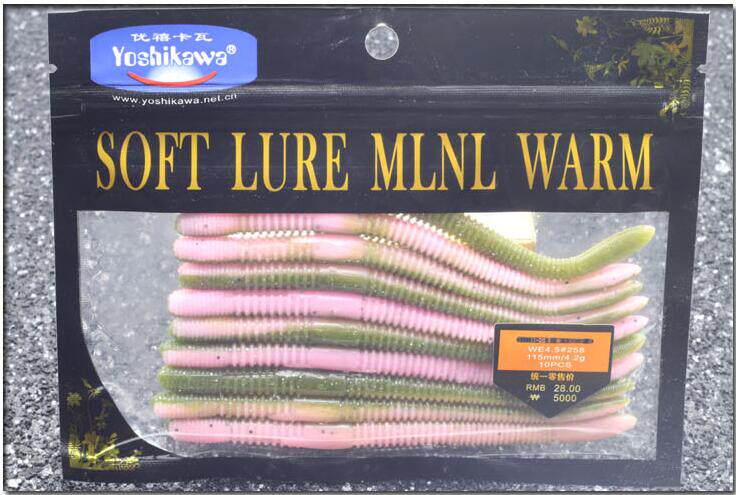 优禧卡瓦
Yoshikawa®
www.yoshikawa.net.cn
SOFT LURE MLNL WARM
WE4.5#258
115mm/4.2g
10PCS
统一零售价
RMB 28.00
₩ 5000